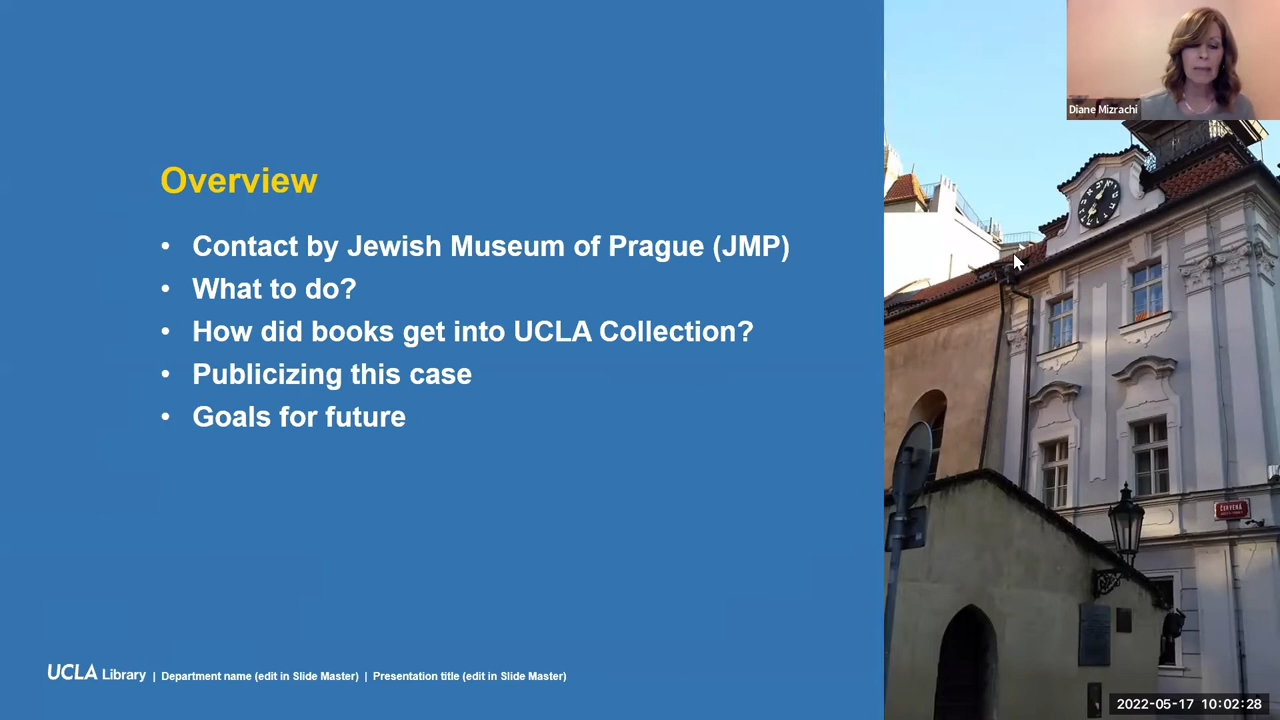 Diane Mizrachi
Overview
• Contact by Jewish Museum of Prague (JMP)
• What to do?
• How did books get into UCLA Collection?
• Publicizing this case
• Goals for future
ČERVENÁ
UCLA Library | Department name (edit in Slide Master) | Presentation title (edit in Slide Master)
2022-05-17 10:02:28